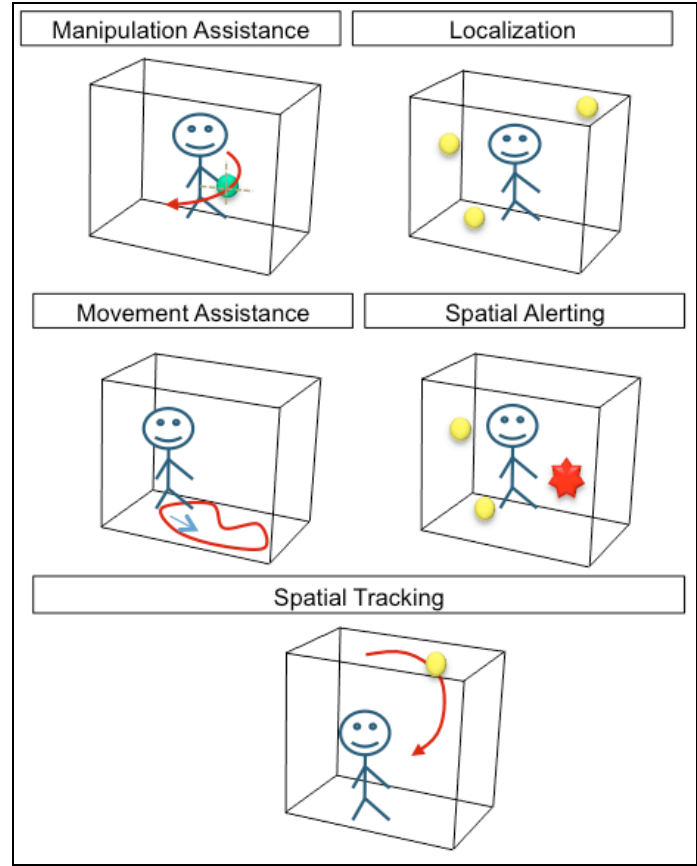 Manipulation Assistance
Localization
Movement Assistance
Spatial Alerting
Spatial Tracking